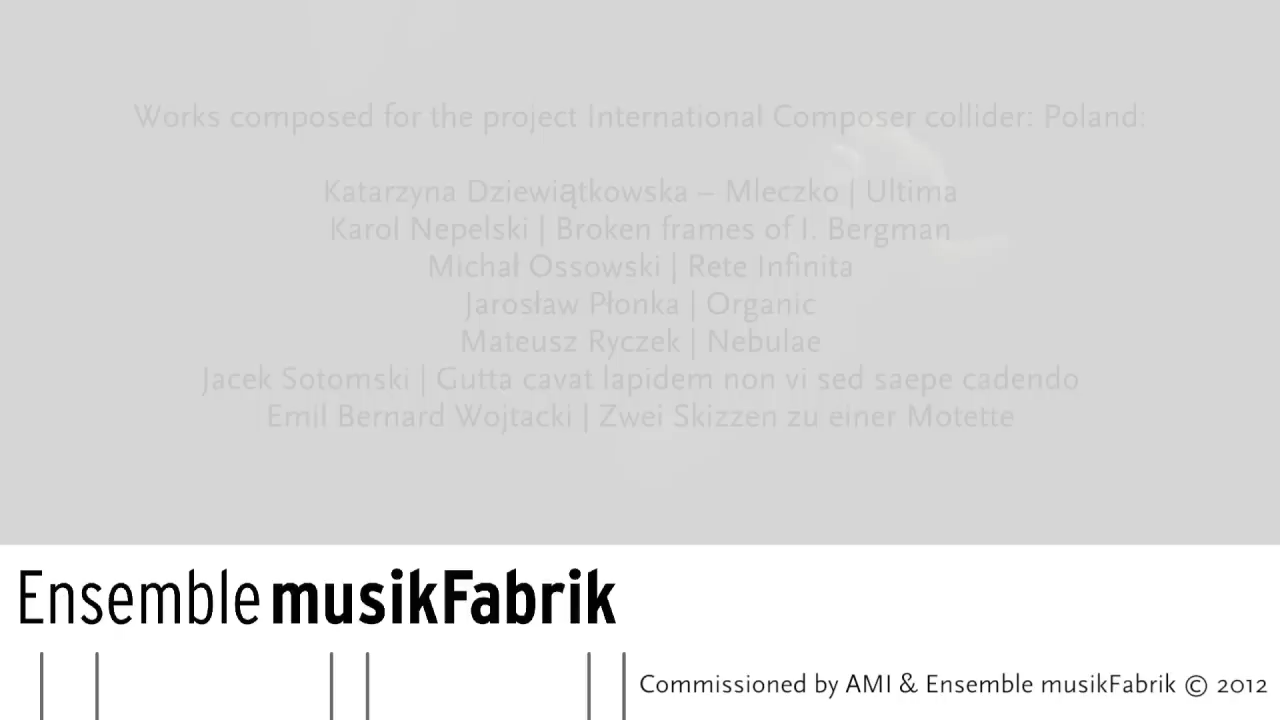 Works composed for the project International Composer collider: Poland:
Katarzyna Dziewiątkowska – Mleczko | Ultima
Karol Nepelski | Broken frames of I. Bergman
Michał Ossowski | Rete Infinita
Jarosław Płonka | Organic
Mateusz Ryczek | Nebulae
Jacek Sotomski | Gutta cavat lapidem non vi sed saepe cadendo
Emil Bernard Wojtacki | Zwei Skizzen zu einer Motette
Ensemble musikFabrik
Commissioned by AMI & Ensemble musikFabrik © 2012